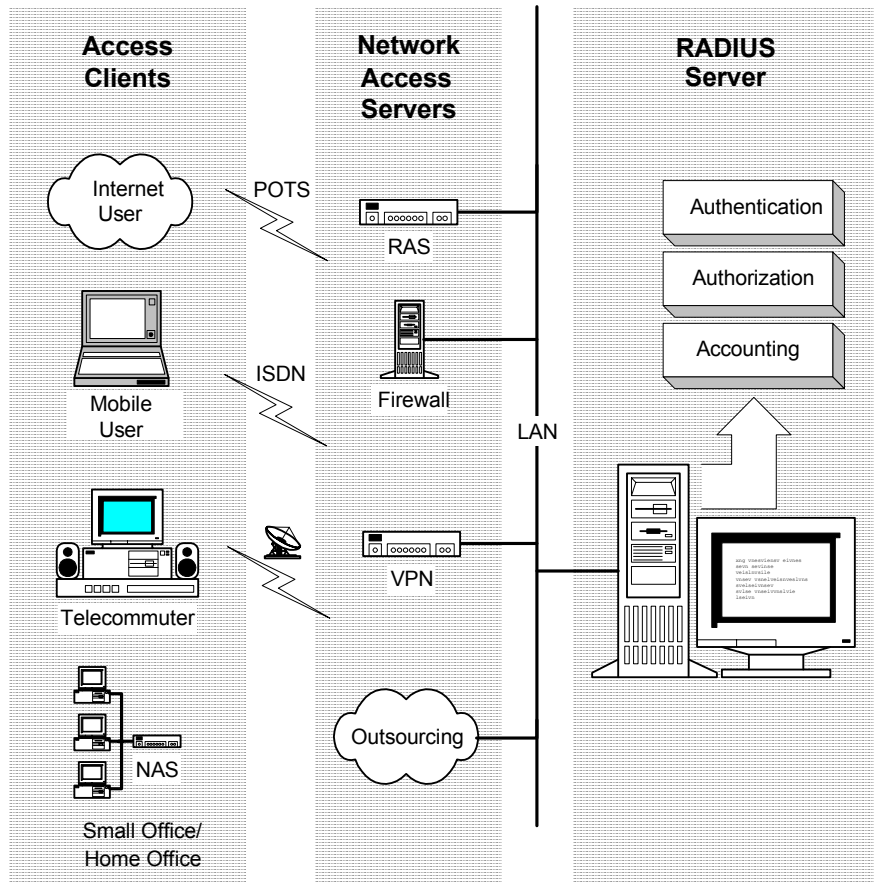 Access
Clients
Network
Access
Servers
RADIUS
Server
Internet
User
POTS
RAS
Authentication
Authorization
Accounting
Mobile
User
ISDN
Firewall
LAN
Telecommuter
VPN
NAS
Small Office/
Home Office
Outsourcing